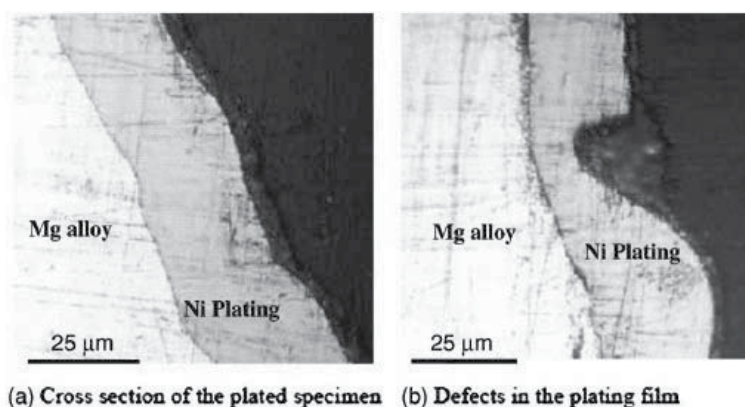 Mg alloy
Ni Plating
25 μm
(a) Cross section of the plated specimen
Mg alloy
Ni Plating
25 μm
(b) Defects in the plating film